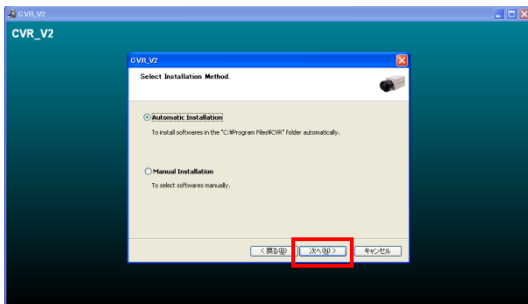 CVR_V2
CVR_V2
CVR_V2
Select Installation Method.
Automatic Installation
To install softwares in the "C:¥Program Files¥CVR" folder automatically.
Manual Installation
To select softwares manually.
< 戻る(B)
次へ(N) >
キャンセル